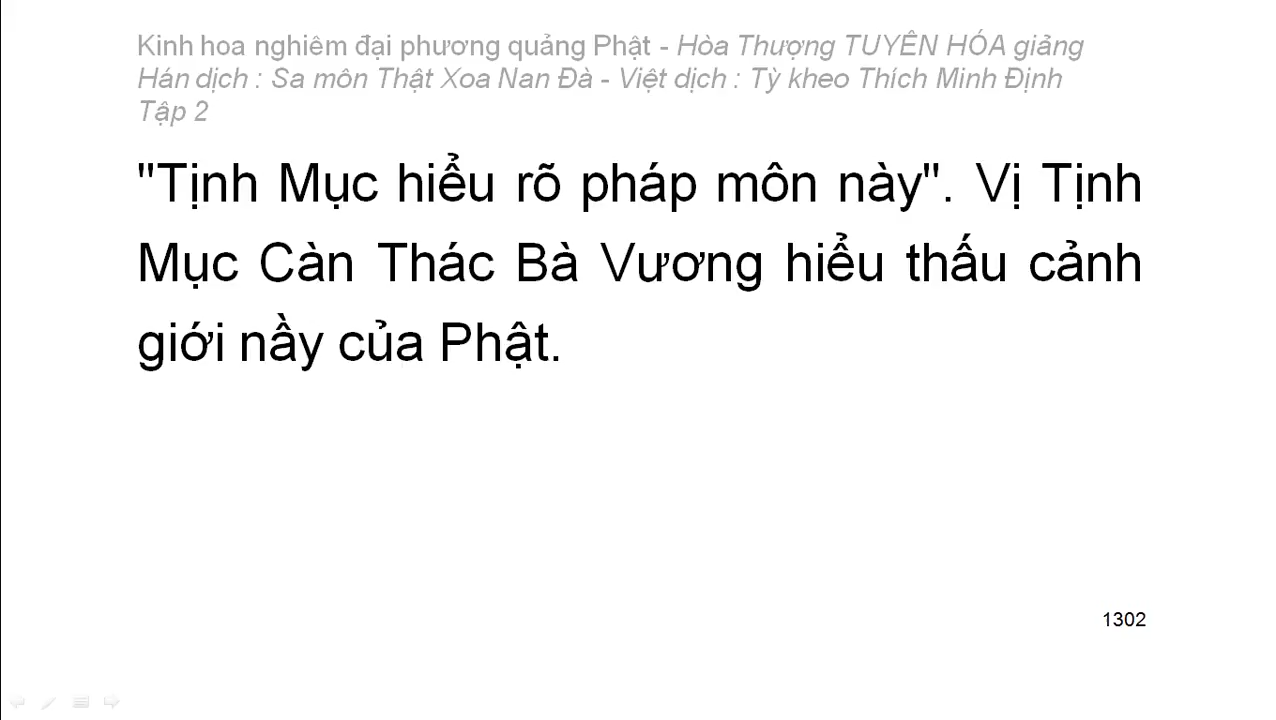 Kinh hoa nghiêm đại phương quảng Phật - Hòa Thượng TUYÊN HÓA giảng
Hán dịch : Sa môn Thật Xoa Nan Đà - Việt dịch : Tỳ kheo Thích Minh Định
Tập 2
"Tịnh Mục hiểu rõ pháp môn này". Vị Tịnh
Mục Càn Thác Bà Vương hiểu thấu cảnh
giới nầy của Phật.
1302